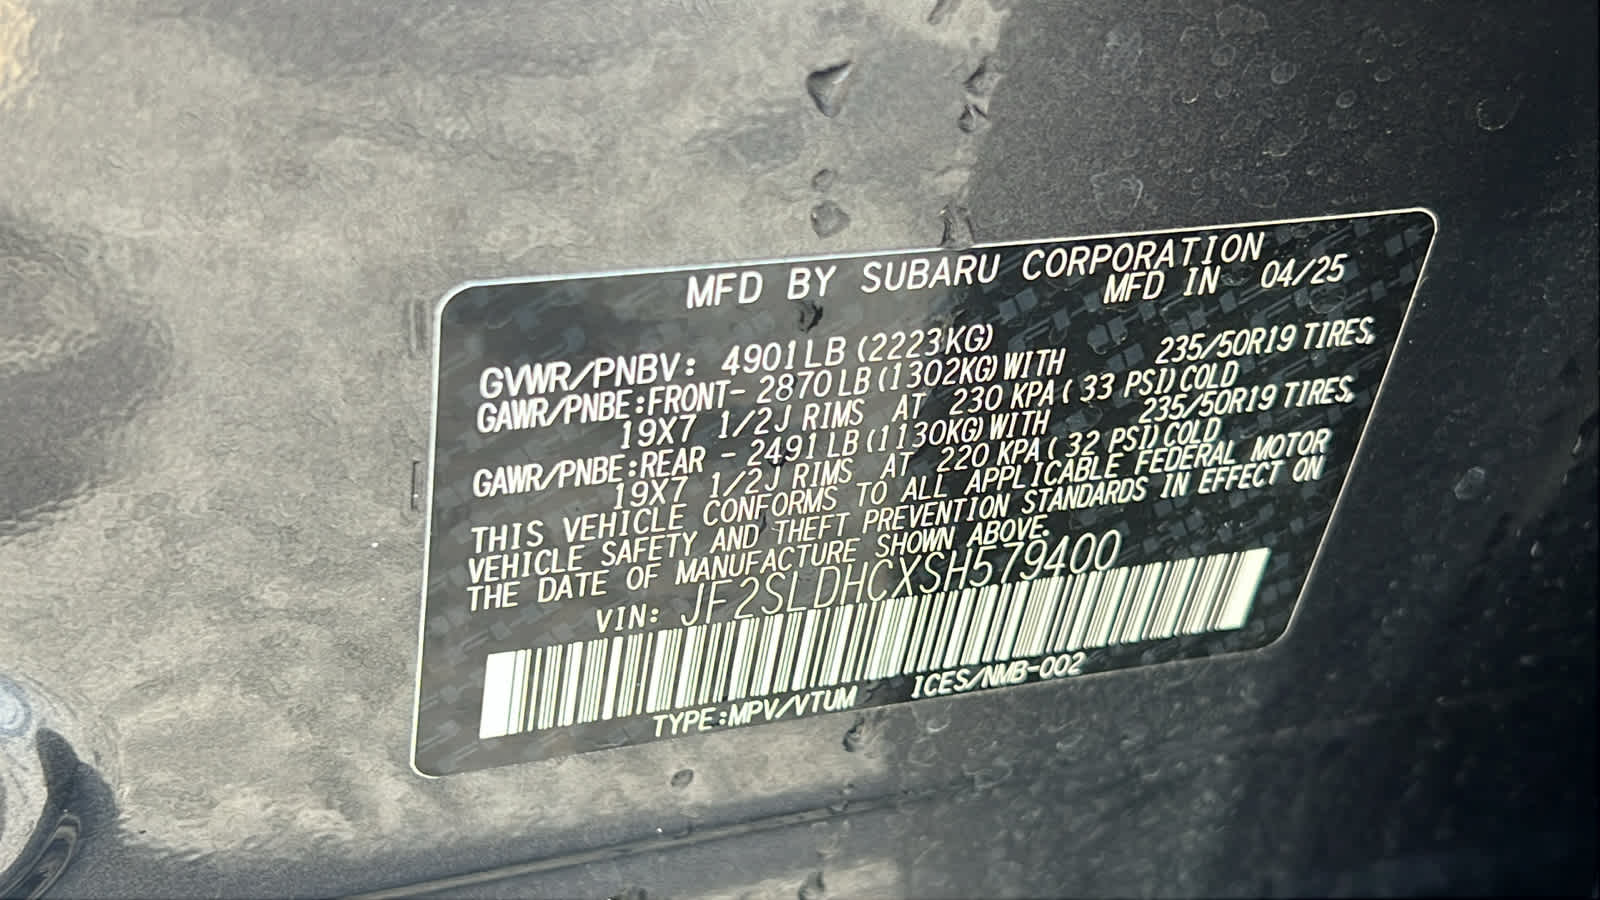 MFD BY SUBARU CORPORATION
MFD IN 04/25
GVWR/PNBV: 4901LB (2223KG)
GAWR/PNBE:FRONT- 2870LB (1302KG) WITH 235/50R19 TIRES,
19X7 1/2J RIMS AT 230 KPA ( 33 PSI) COLD
GAWR/PNBE:REAR - 2491LB (1130KG) WITH 235/50R19 TIRES,
19X7 1/2J RIMS AT 220 KPA ( 32 PSI) COLD
THIS VEHICLE CONFORMS TO ALL APPLICABLE FEDERAL MOTOR
VEHICLE SAFETY AND THEFT PREVENTION STANDARDS IN EFFECT ON
THE DATE OF MANUFACTURE SHOWN ABOVE.
VIN: JF2SLDHCXSH579400
TYPE:MPV/VTUM ICES/NMB-002